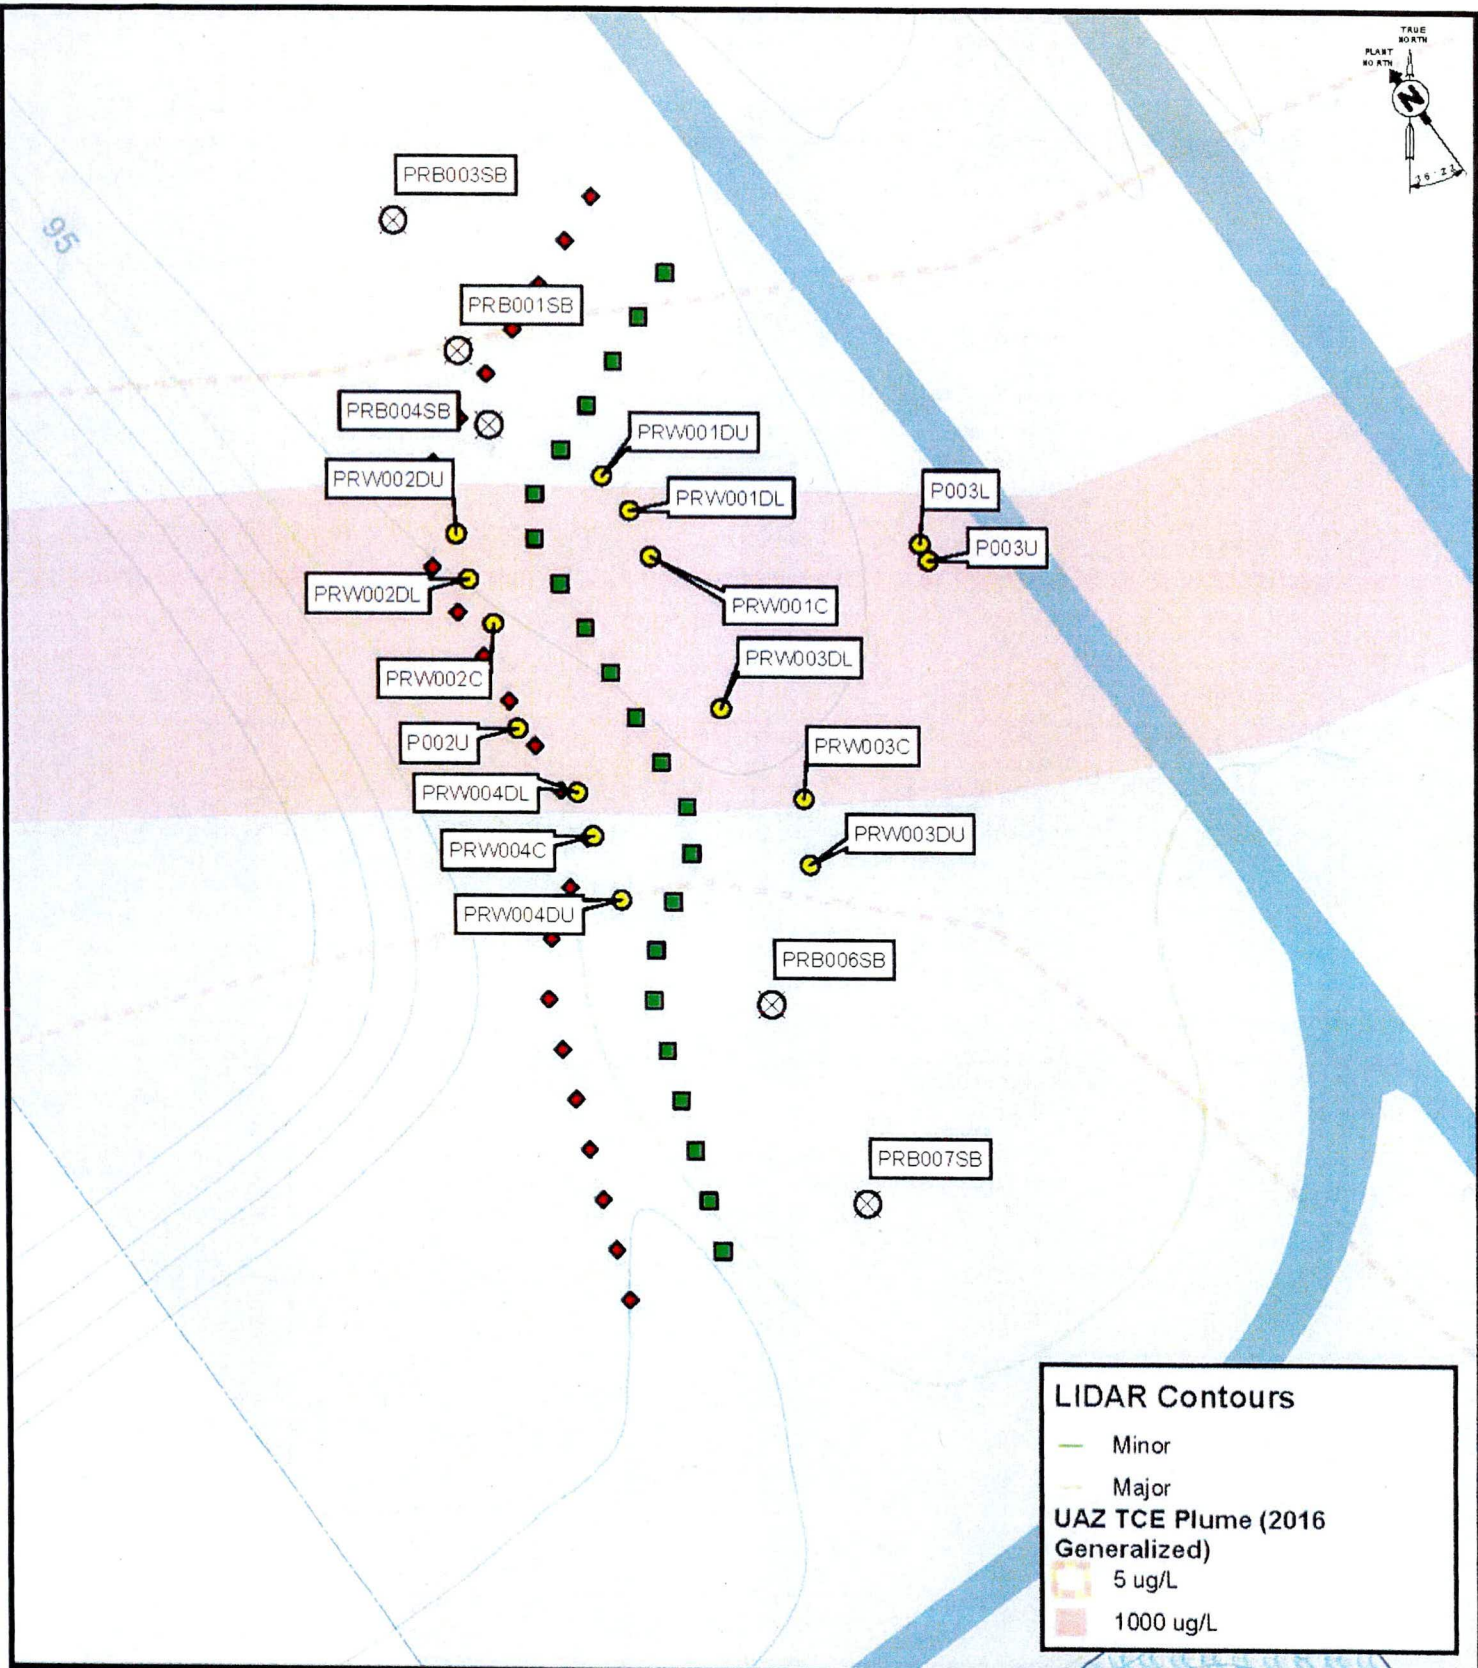 TRUE
NORTH
PLANT
NORTH
N
PRB003SB
95
PRB001SB
PRB004SB
PRW001DU
PRW002DU
P003L
PRW001DL
P003U
PRW002DL
PRW001C
PRW003DL
PRW002C
P002U
PRW003C
PRW004DL
PRW003DU
PRW004C
PRW004DU
PRB006SB
PRB007SB
LIDAR Contours
Minor
Major
UAZ TCE Plume (2016
Generalized)
5 ug/L
1000 ug/L